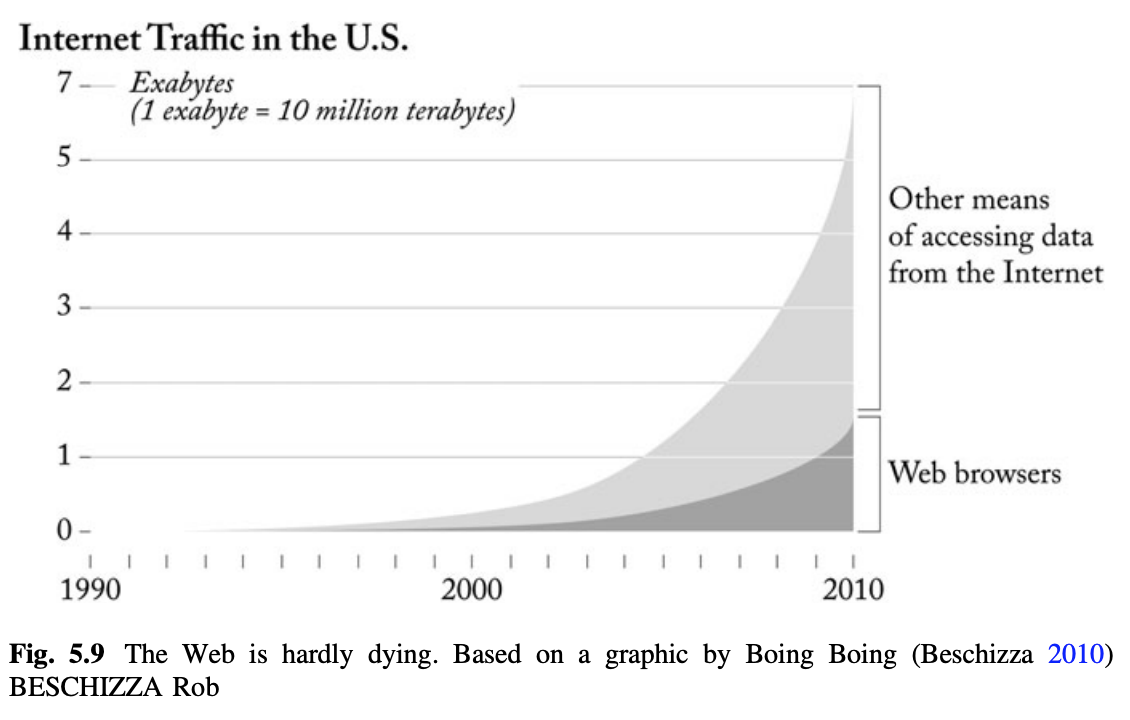 Internet Traffic in the U.S.
7 Exabytes
(1 exabyte = 10 million terabytes)
5
4
3
2
1
0
Other means
of accessing data
from the Internet
Web browsers
1990 2000 2010
Fig. 5.9 The Web is hardly dying. Based on a graphic by Boing Boing (Beschizza 2010)
BESCHIZZA Rob